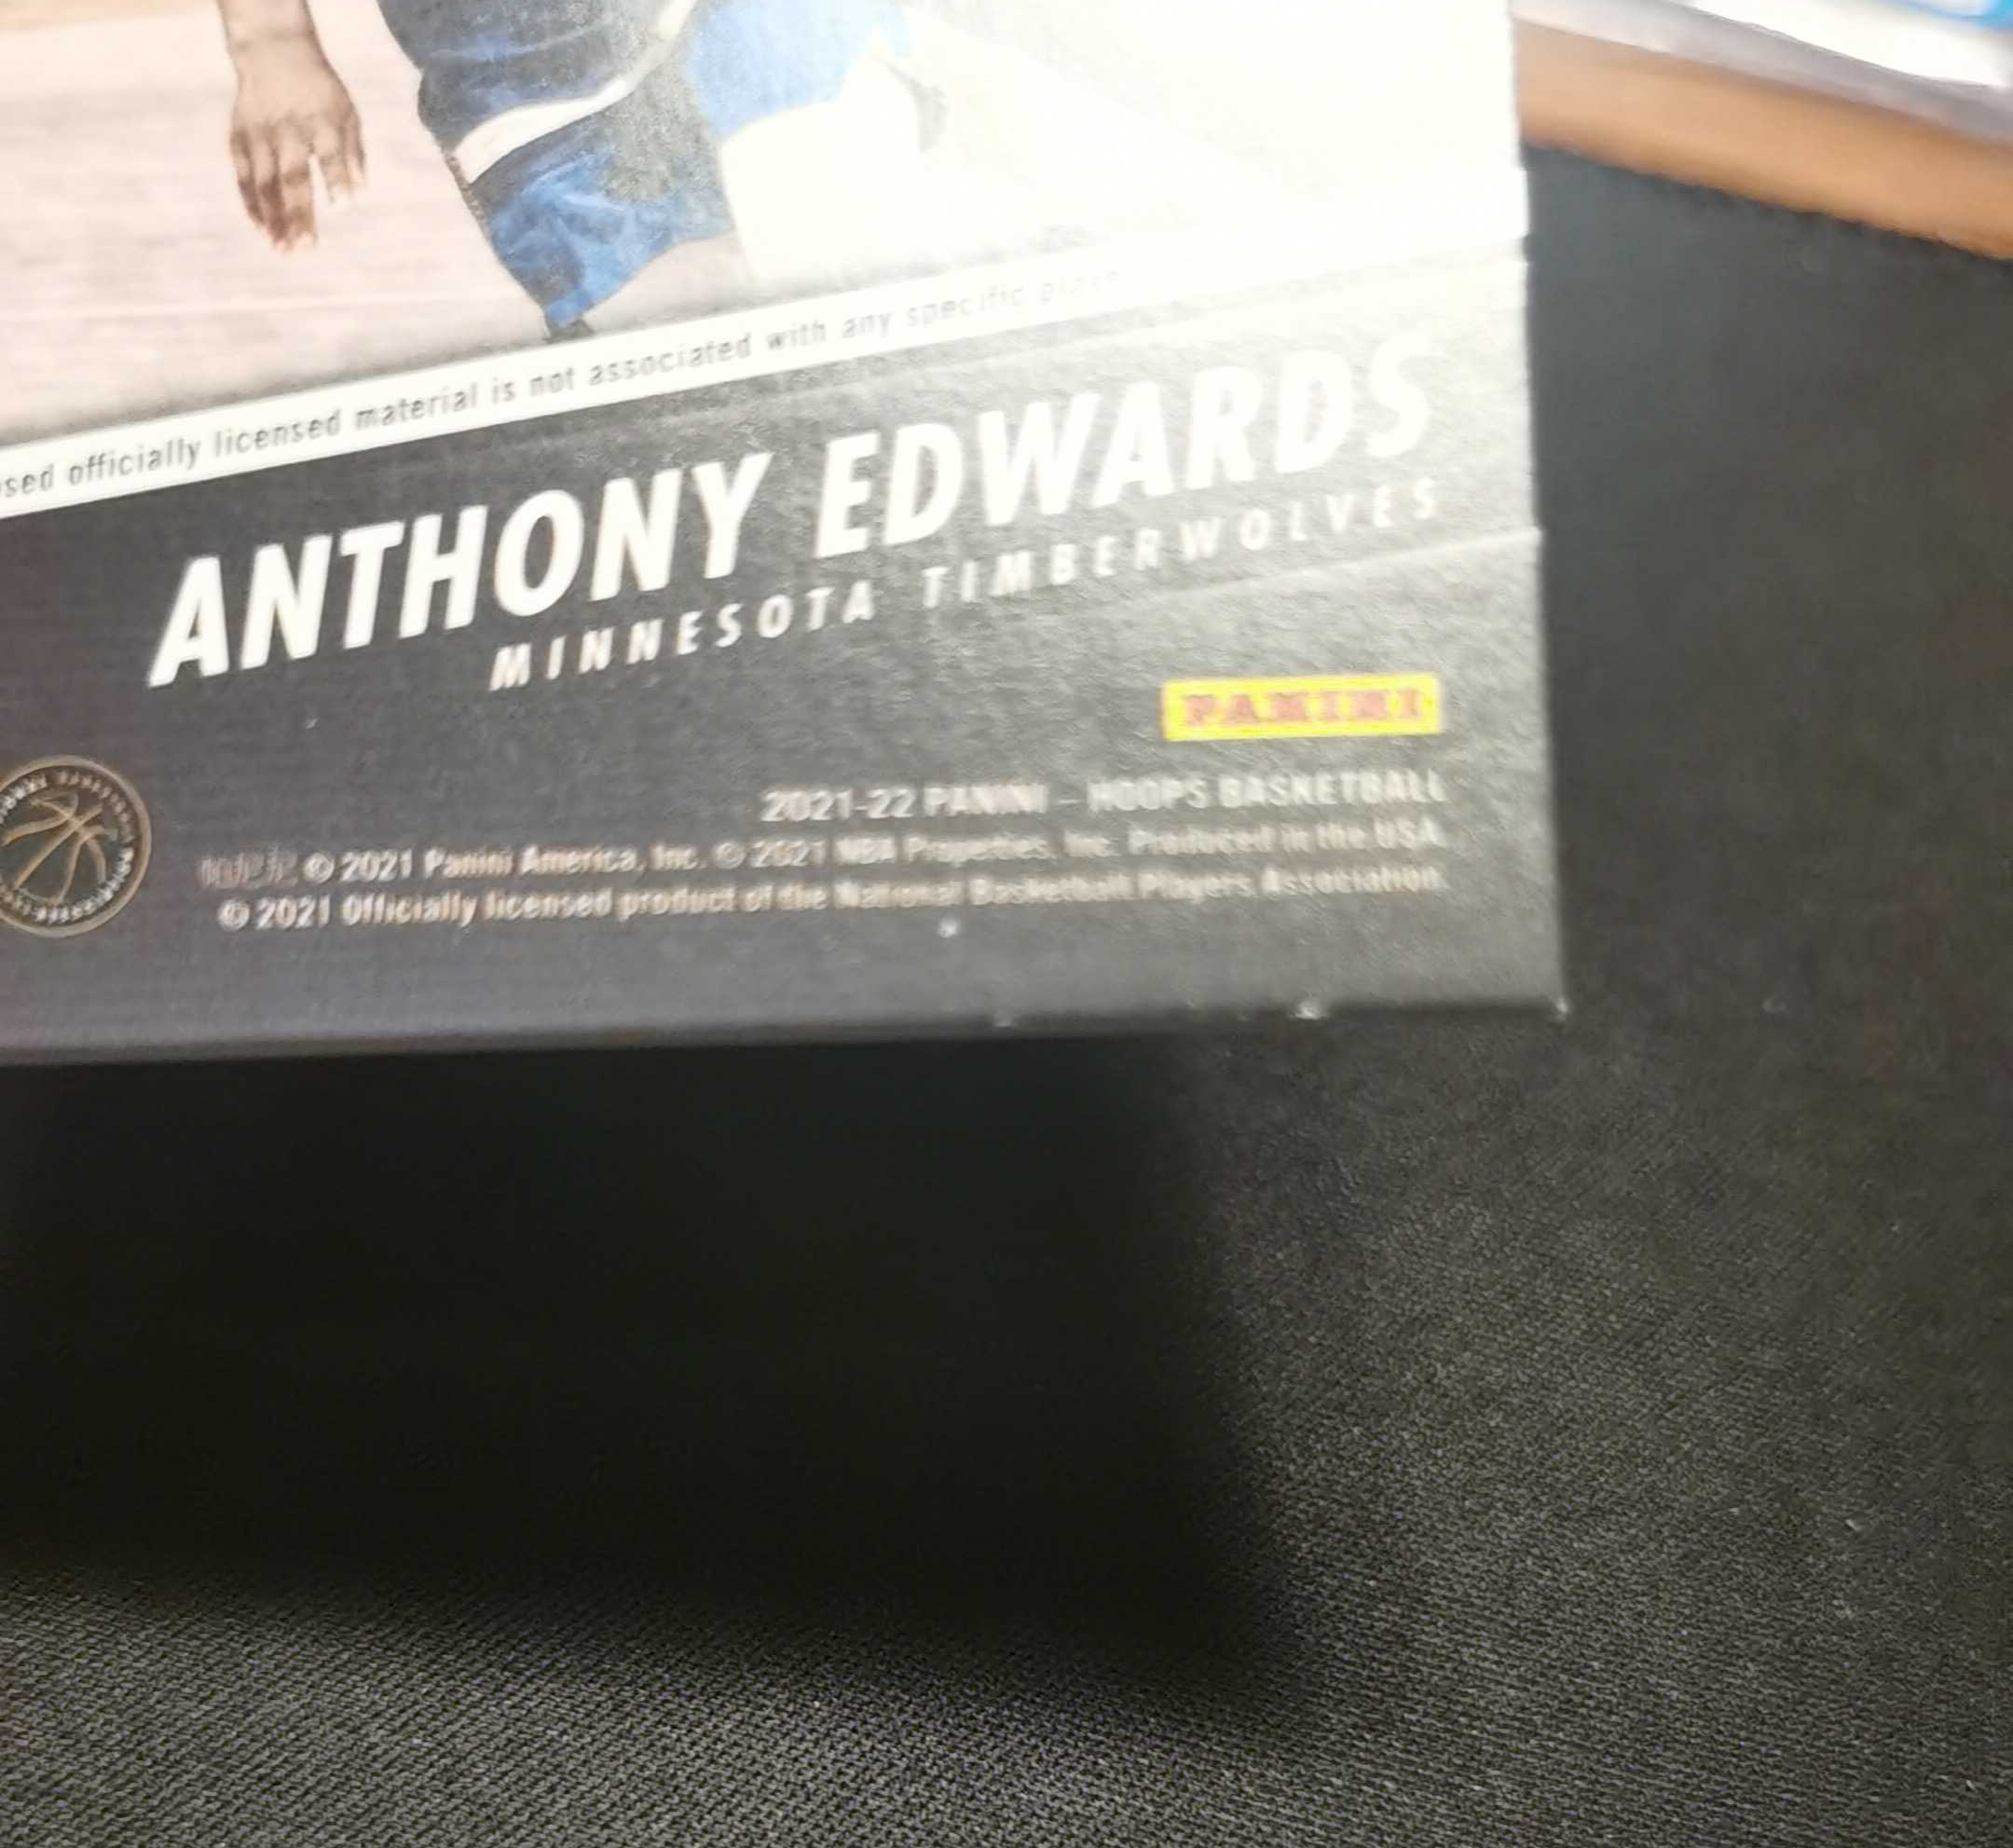 officially licensed material is not associated with any specific
ANTHONY EDWARDS
MINNESOTA TIMBERWOLVES
PANINI
2021-22 PANINI – HOOPS BASKETBALL
© 2021 Panini America, Inc. © 2021 NBA Properties, Inc. Produced in the USA.
© 2021 Officially licensed product of the National Basketball Players Association.